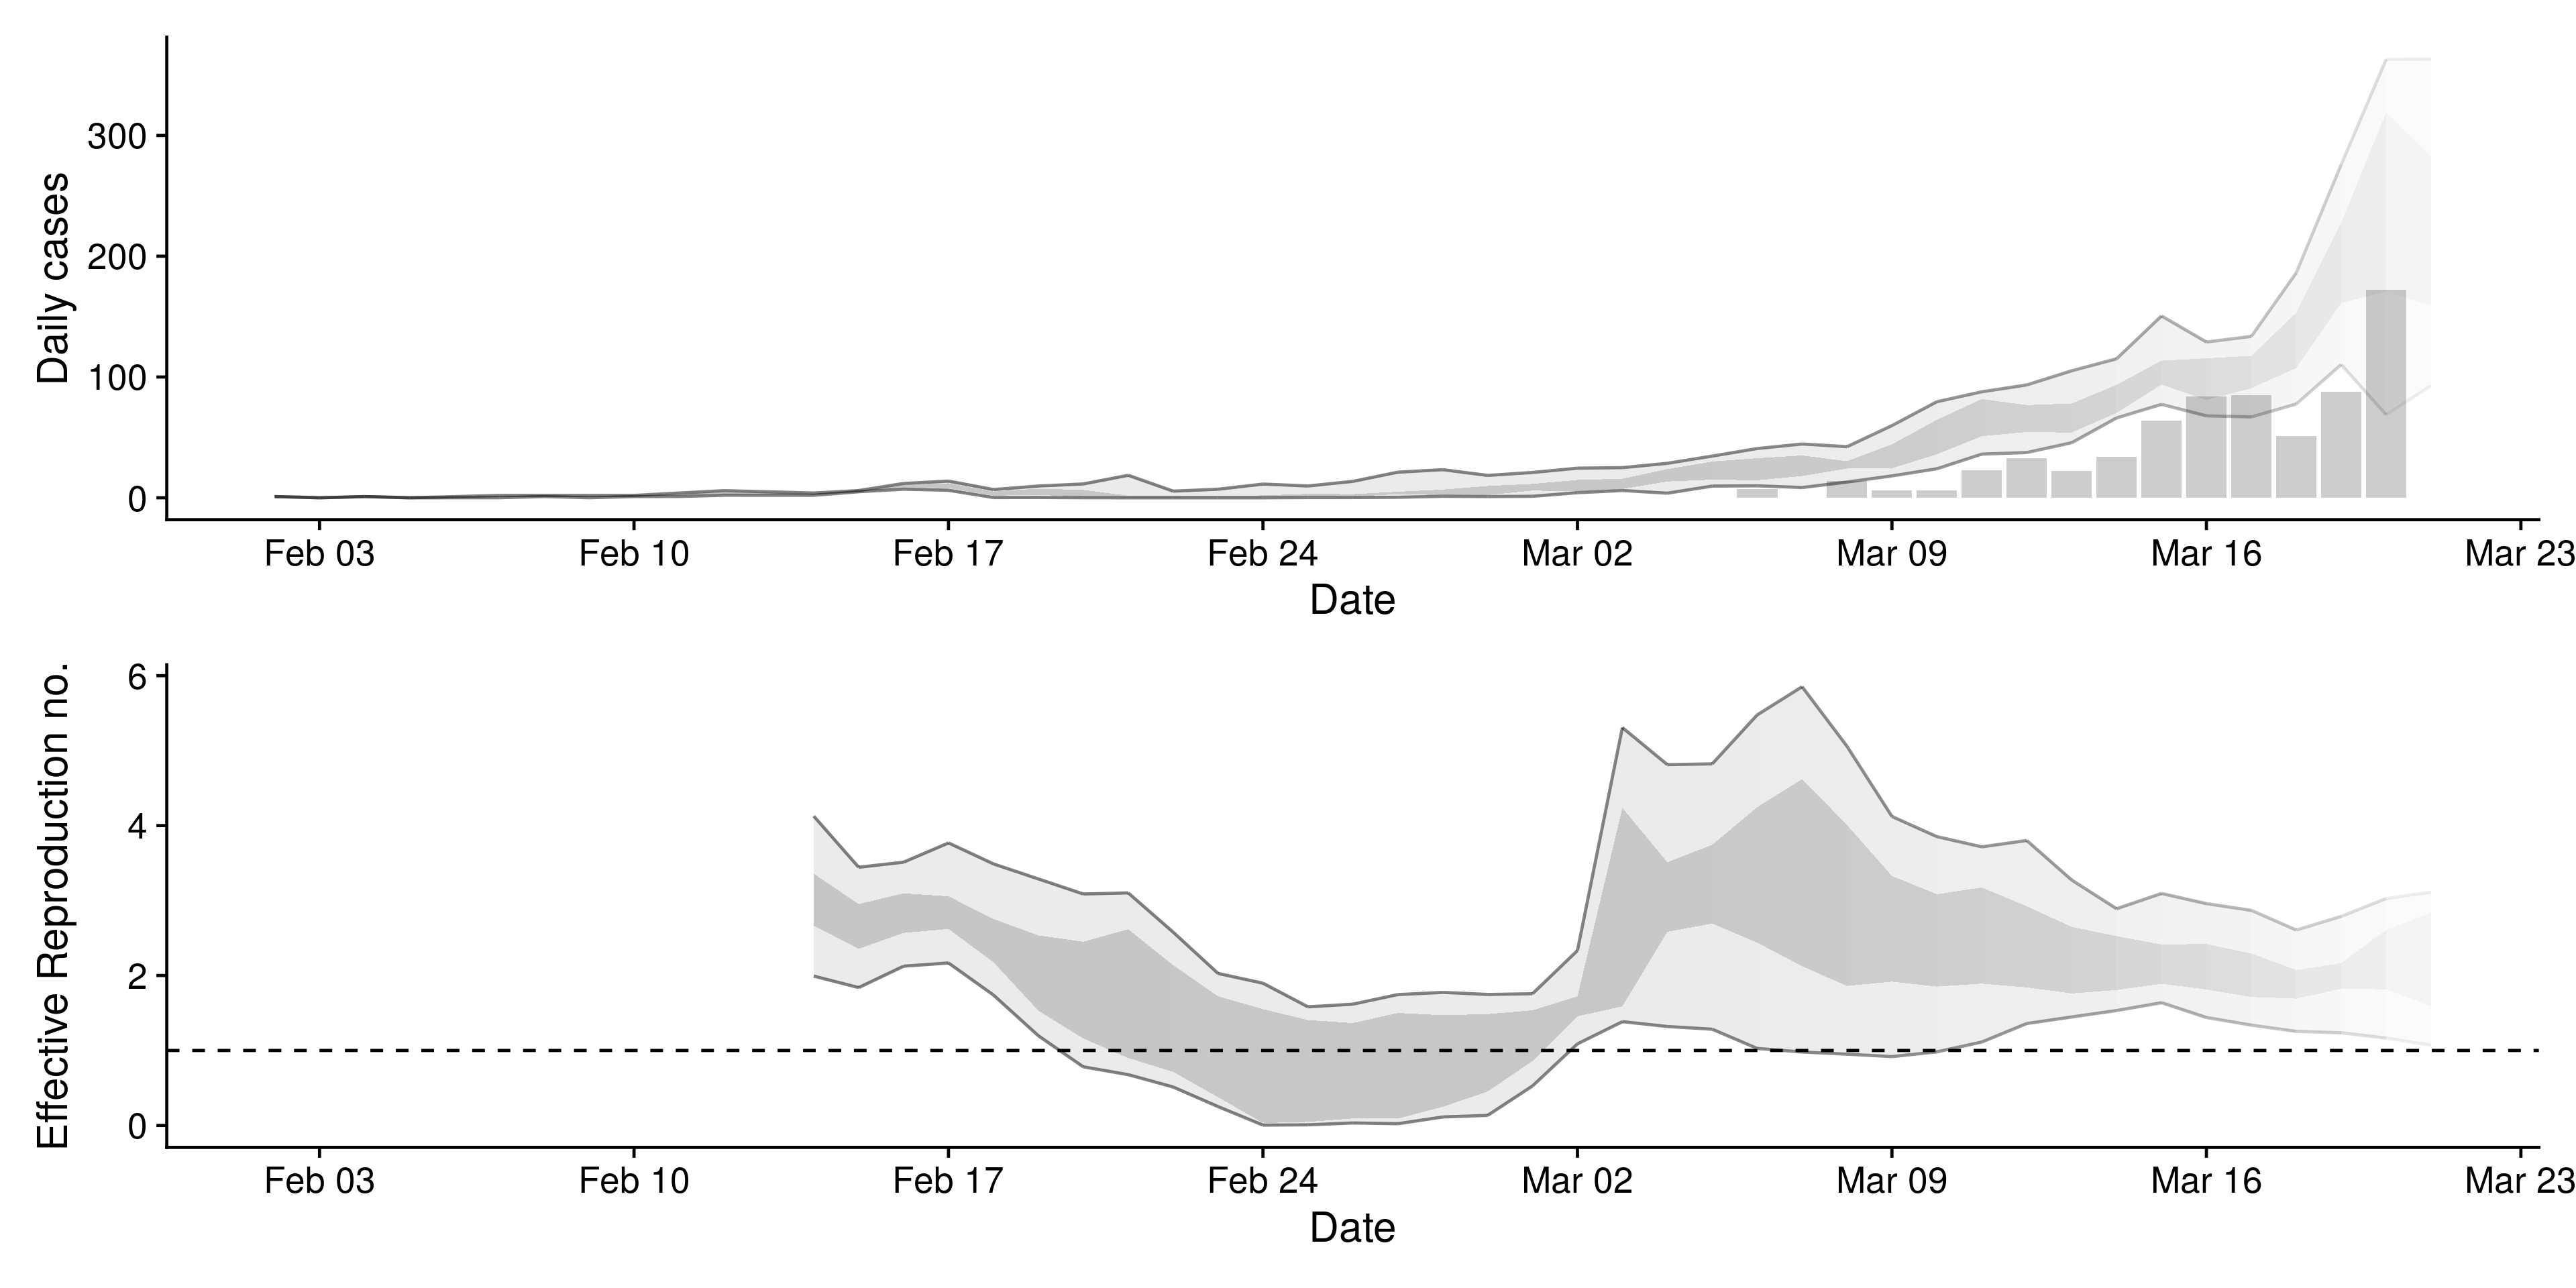 Daily cases
300
200
100
0
Feb 03 Feb 10 Feb 17 Feb 24 Mar 02 Mar 09 Mar 16 Mar 23
Date
Effective Reproduction no.
6
4
2
0
Feb 03 Feb 10 Feb 17 Feb 24 Mar 02 Mar 09 Mar 16 Mar 23
Date